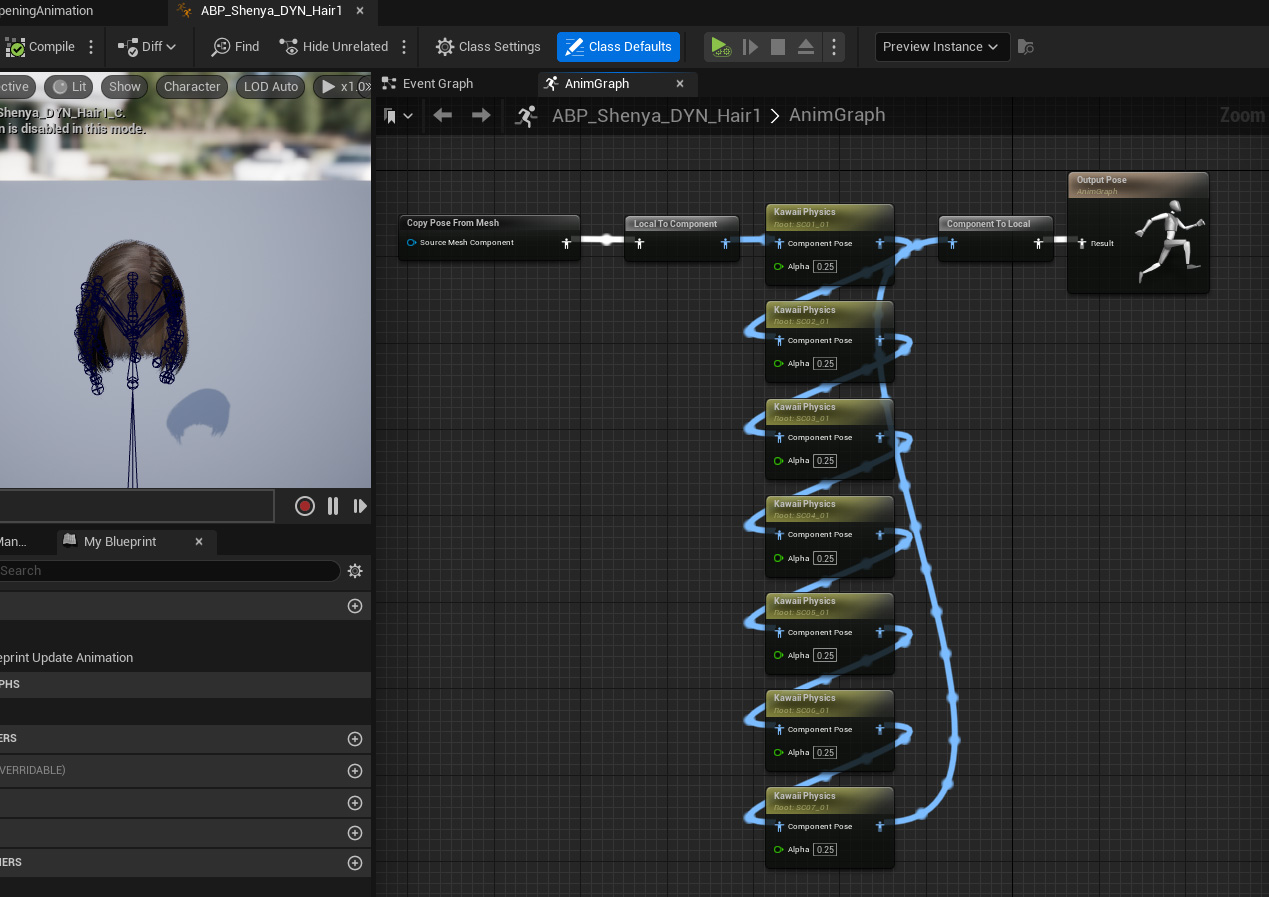 peningAnimation
ABP_Shenya_DYN_Hair1
Compile
Diff
Find
Hide Unrelated
Class Settings
Class Defaults
Preview Instance
ective
Lit
Show
Character
LOD Auto
x1.0
Shenya_DYN_Hair1_C.
n is disabled in this mode.
Event Graph
AnimGraph
ABP_Shenya_DYN_Hair1 > AnimGraph
Zoom
Copy Pose From Mesh
Source Mesh Component
Local To Component
Kawaii Physics
Root: SC01_01
Component Pose
Alpha 0.25
Kawaii Physics
Root: SC02_01
Component Pose
Alpha 0.25
Kawaii Physics
Root: SC03_01
Component Pose
Alpha 0.25
Kawaii Physics
Root: SC04_01
Component Pose
Alpha 0.25
Kawaii Physics
Root: SC05_01
Component Pose
Alpha 0.25
Kawaii Physics
Root: SC06_01
Component Pose
Alpha 0.25
Kawaii Physics
Root: SC07_01
Component Pose
Alpha 0.25
Component To Local
Output Pose
AnimGraph
Result
Man...
My Blueprint
Search
eprint Update Animation
PHS
ERS
VERRIDABLE)
HERS